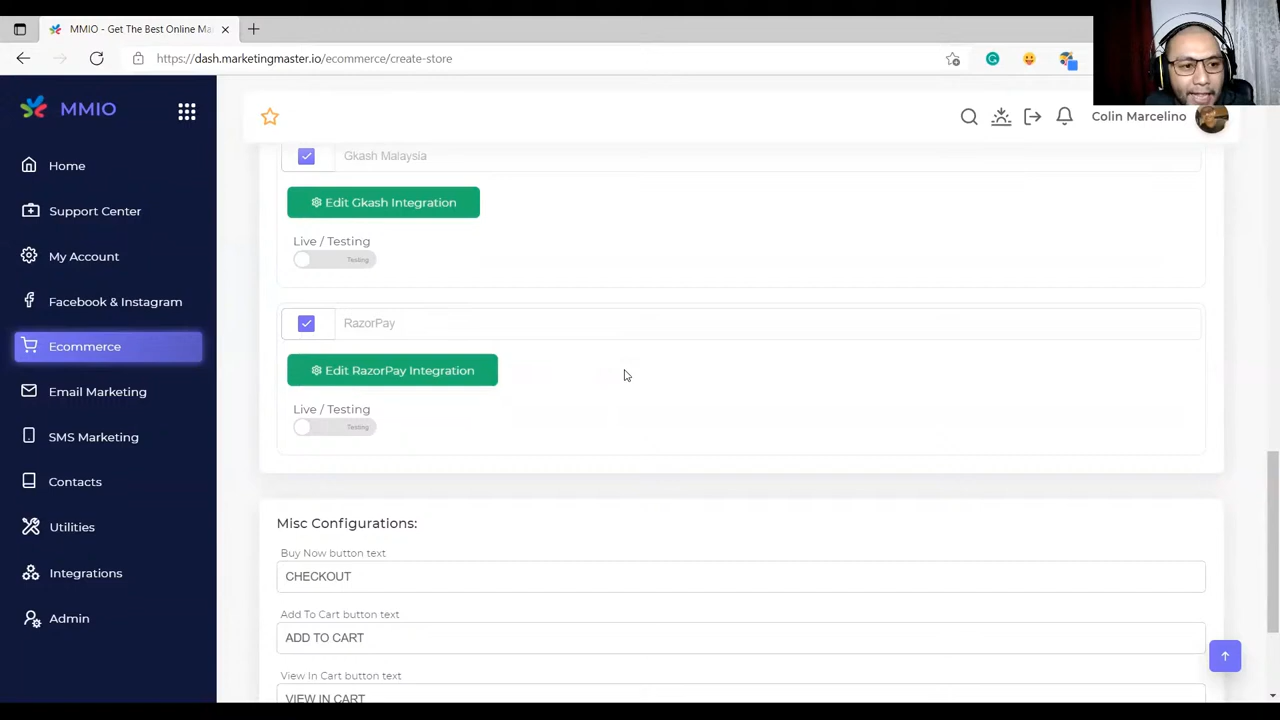 MMIO - Get The Best Online Ma
https://dash.marketingmaster.io/ecommerce/create-store
MMIO
Colin Marcelino
Home
Support Center
My Account
Facebook & Instagram
Ecommerce
Email Marketing
SMS Marketing
Contacts
Utilities
Integrations
Admin
Gkash Malaysia
Edit Gkash Integration
Live / Testing
Testing
RazorPay
Edit RazorPay Integration
Live / Testing
Testing
Misc Configurations:
Buy Now button text
CHECKOUT
Add To Cart button text
ADD TO CART
View In Cart button text
VIEW IN CART